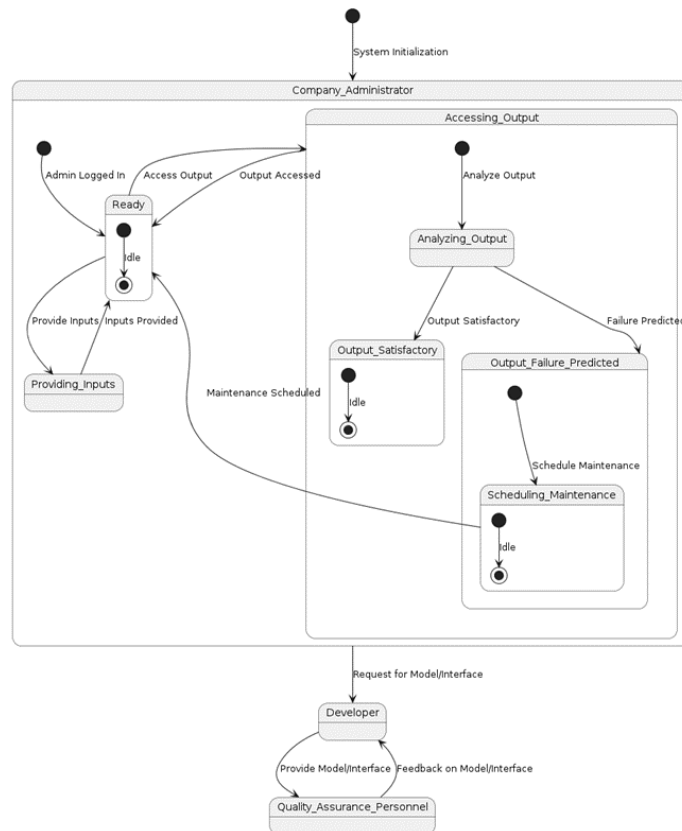 System Initialization
Company_Administrator
Accessing_Output
Admin Logged In
Access Output
Output Accessed
Analyze Output
Ready
Idle
Analyzing_Output
Provide Inputs
Inputs Provided
Output Satisfactory
Failure Predicted
Output_Satisfactory
Output_Failure_Predicted
Providing_Inputs
Maintenance Scheduled
Idle
Schedule Maintenance
Scheduling_Maintenance
Idle
Request for Model/Interface
Developer
Provide Model/Interface
Feedback on Model/Interface
Quality_Assurance_Personnel